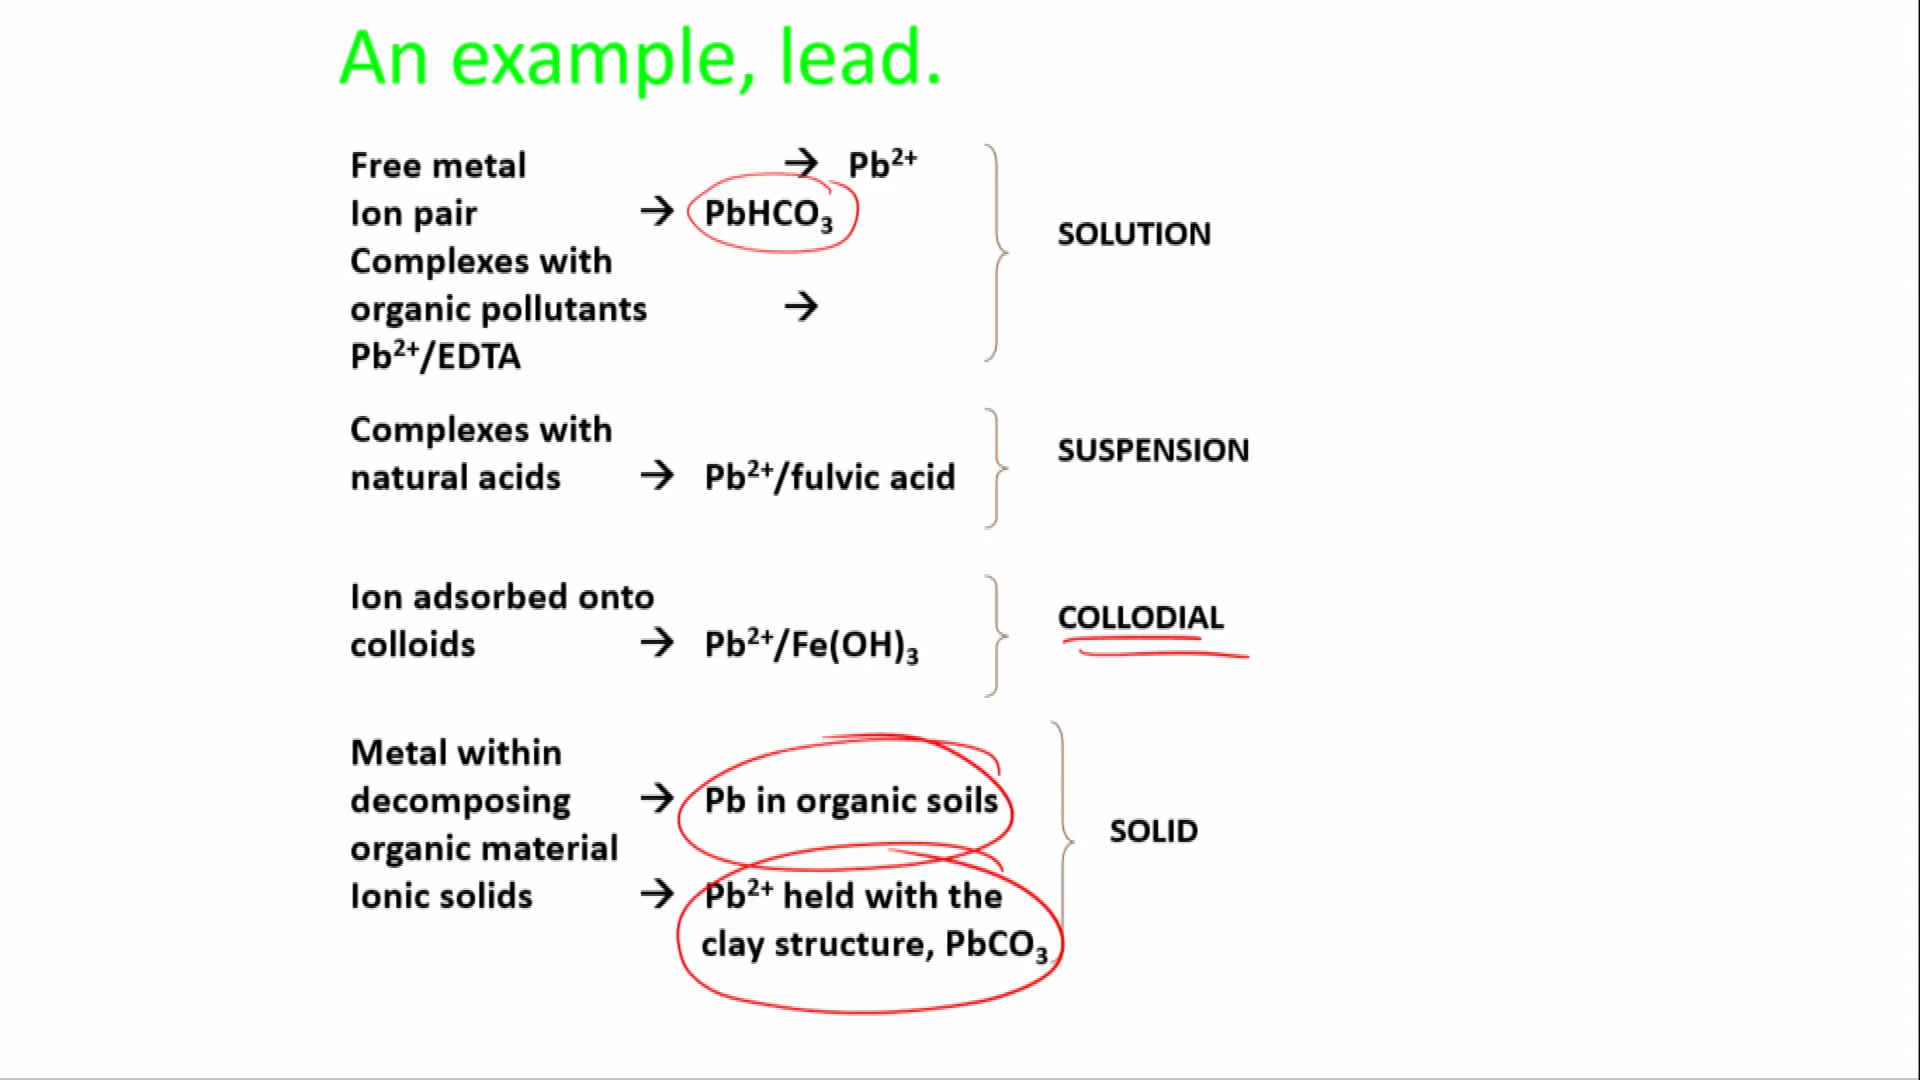 An example, lead.
Free metal → Pb²⁺
Ion pair → PbHCO₃
Complexes with
organic pollutants →
Pb²⁺/EDTA
SOLUTION
Complexes with
natural acids → Pb²⁺/fulvic acid
SUSPENSION
Ion adsorbed onto
colloids → Pb²⁺/Fe(OH)₃
COLLODIAL
Metal within
decomposing → Pb in organic soils
organic material
Ionic solids → Pb²⁺ held with the
clay structure, PbCO₃
SOLID